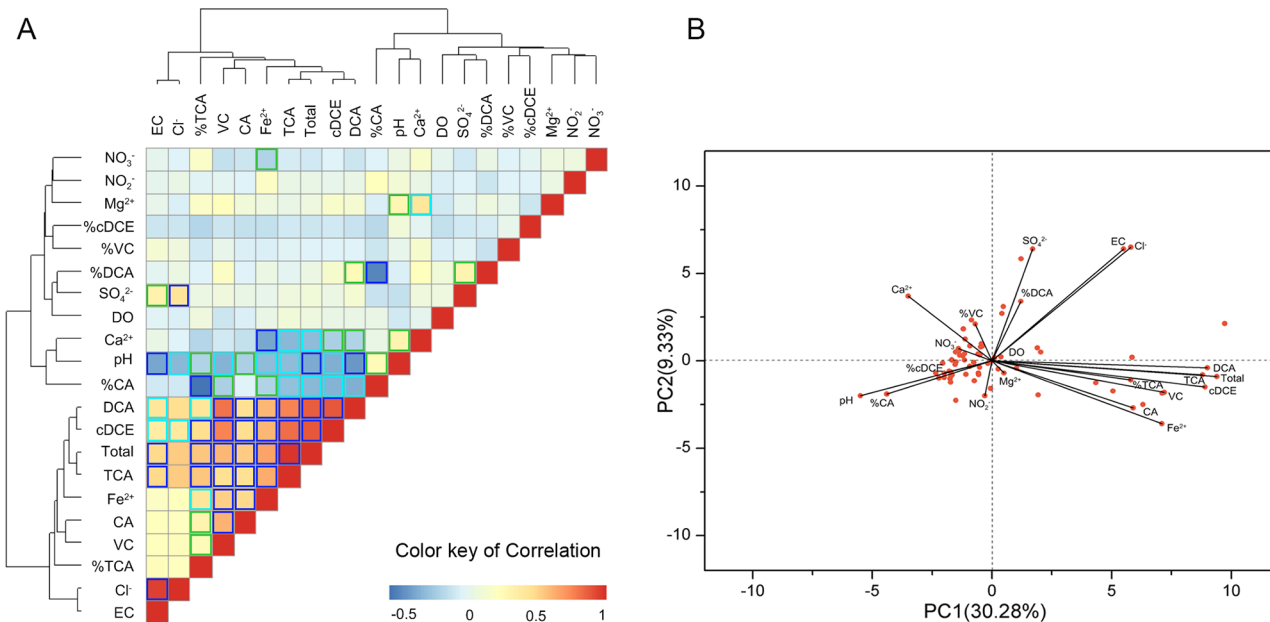 A
EC
Cl⁻
%TCA
VC
CA
Fe²⁺
TCA
Total
cDCE
DCA
%CA
pH
Ca²⁺
DO
SO₄²⁻
%DCA
%VC
%cDCE
Mg²⁺
NO₂⁻
NO₃⁻
NO₃⁻
NO₂⁻
Mg²⁺
%cDCE
%VC
%DCA
SO₄²⁻
DO
Ca²⁺
pH
%CA
DCA
cDCE
Total
TCA
Fe²⁺
CA
VC
%TCA
Cl⁻
EC
Color key of Correlation
-0.5 0 0.5 1
B
PC2(9.33%)
10
5
0
-5
-10
SO₄²⁻
EC
Cl⁻
Ca²⁺
%DCA
%VC
NO₃⁻
DO
%cDCE
Mg²⁺
DCA
TCA
Total
%TCA
cDCE
VC
pH
%CA
NO₂⁻
CA
Fe²⁺
-10 -5 0 5 10
PC1(30.28%)